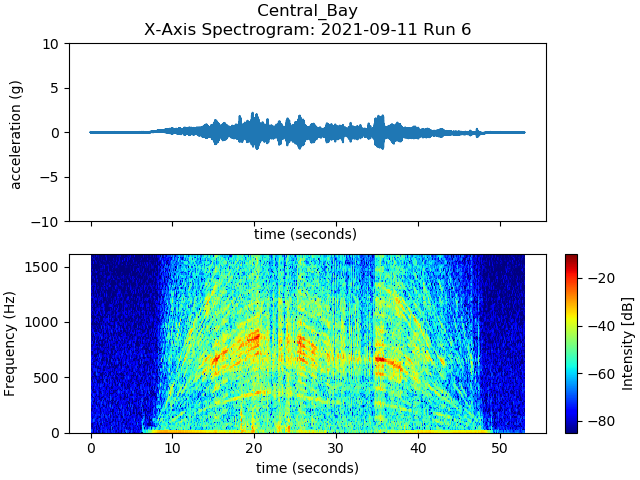 Central_Bay
X-Axis Spectrogram: 2021-09-11 Run 6
10
5
0
−5
−10
acceleration (g)
time (seconds)
1500
1000
500
0
Frequency (Hz)
0 10 20 30 40 50
time (seconds)
−20
−40
−60
−80
Intensity [dB]